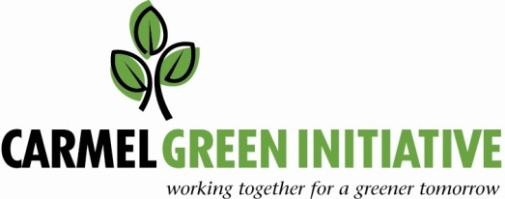 CARMEL GREEN INITIATIVE
working together for a greener tomorrow